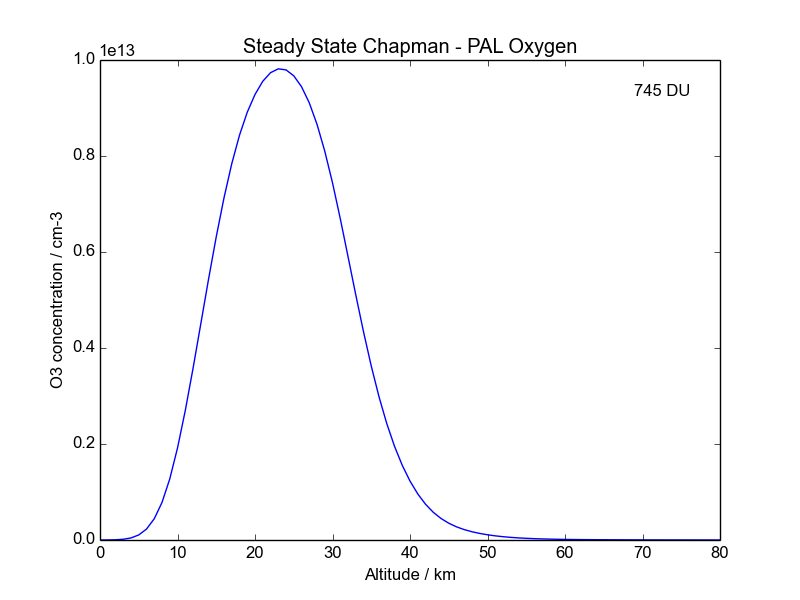 Steady State Chapman - PAL Oxygen
1e13
745 DU
1.0
0.8
0.6
0.4
0.2
0.0
O3 concentration / cm-3
0 10 20 30 40 50 60 70 80
Altitude / km